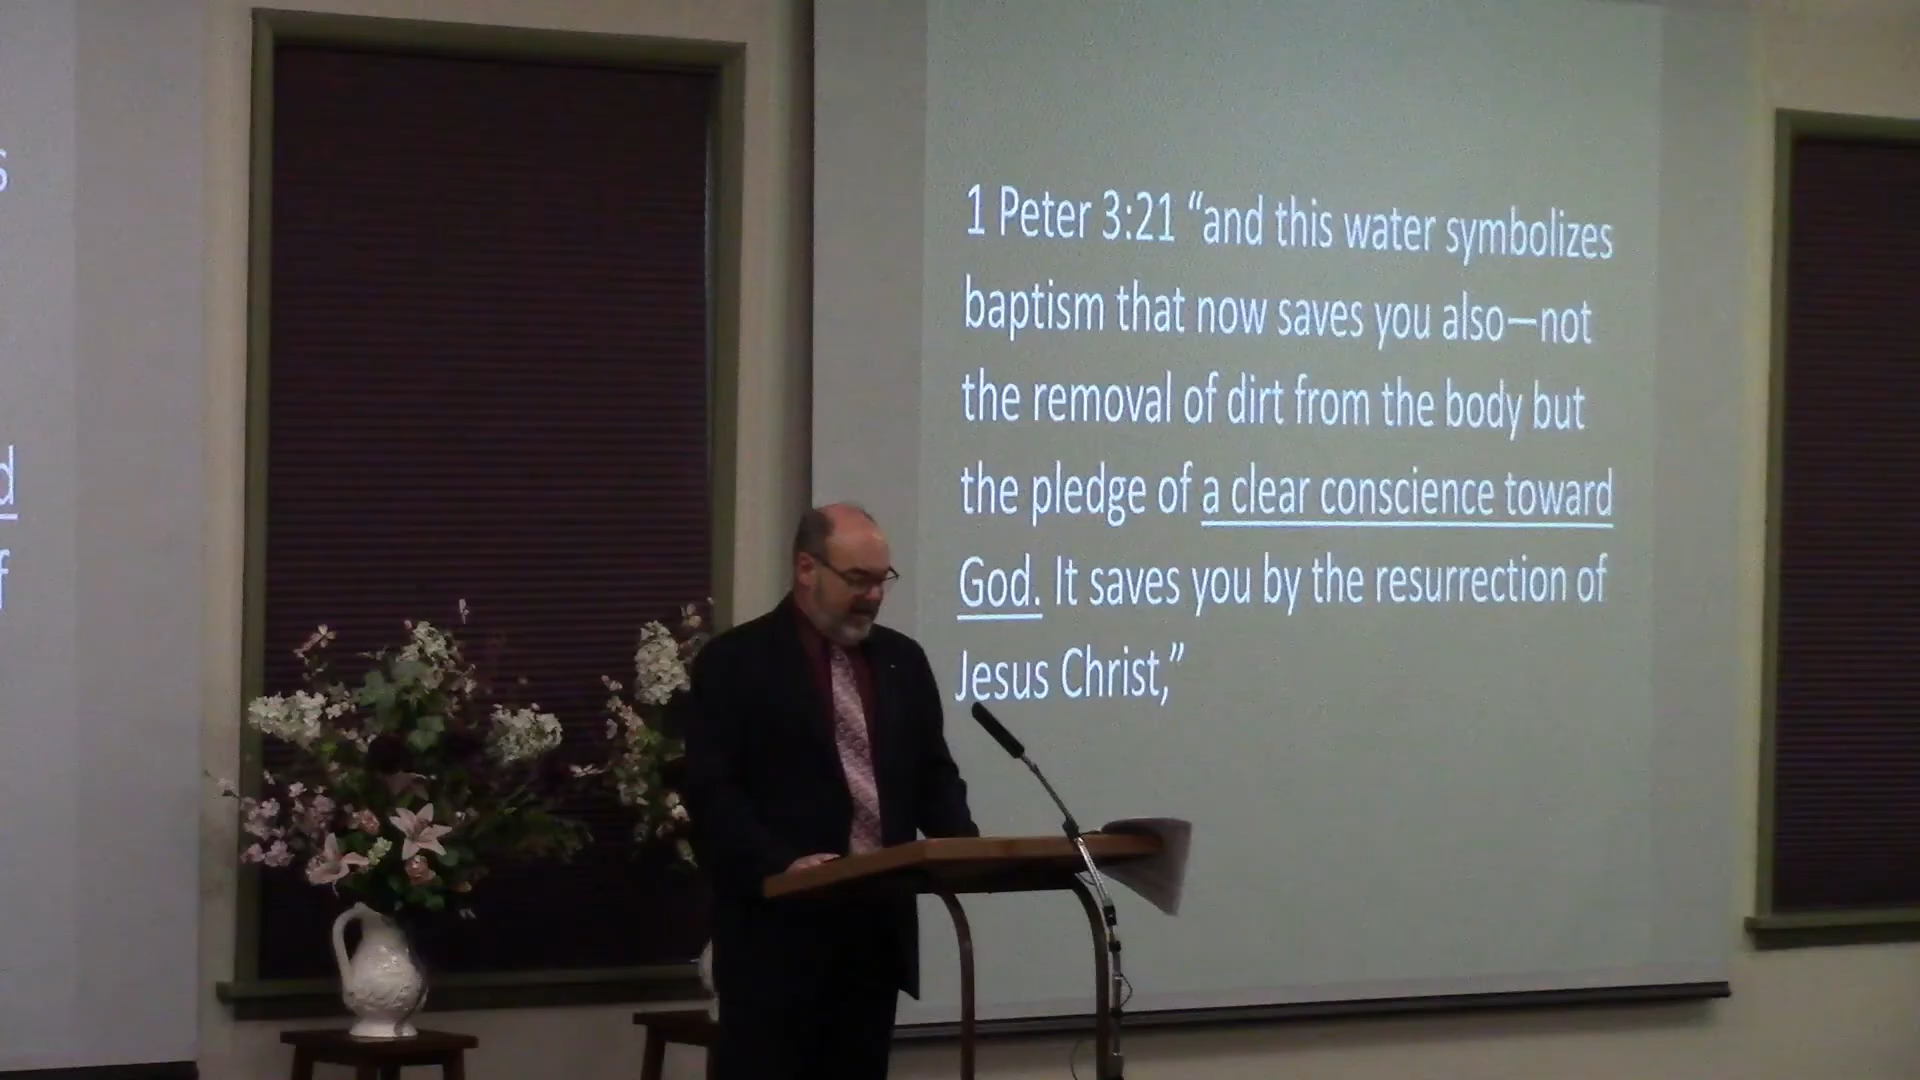 1 Peter 3:21 “and this water symbolizes
baptism that now saves you also—not
the removal of dirt from the body but
the pledge of a clear conscience toward
God. It saves you by the resurrection of
Jesus Christ,”